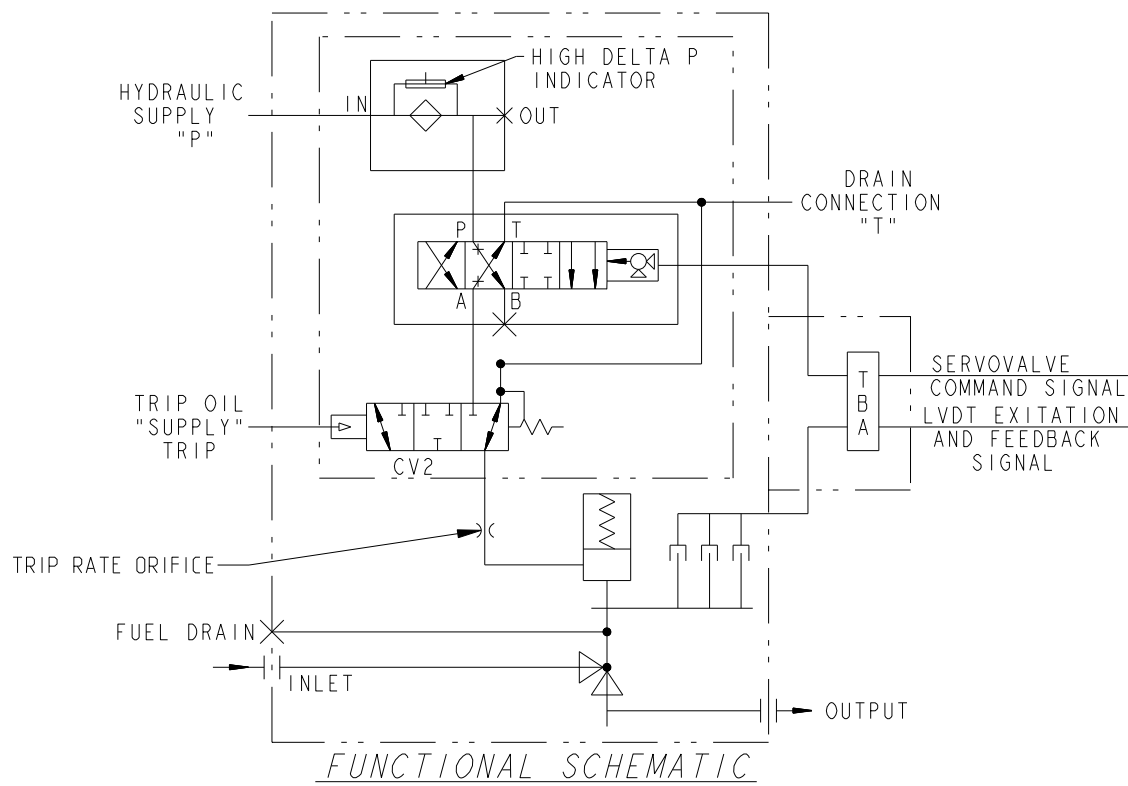 HIGH DELTA P
INDICATOR
HYDRAULIC
SUPPLY
"P"
IN
OUT
DRAIN
CONNECTION
"T"
P
T
A
B
TRIP OIL
"SUPPLY"
TRIP
CV2
T
B
A
SERVOVALVE
COMMAND SIGNAL
LVDT EXITATION
AND FEEDBACK
SIGNAL
TRIP RATE ORIFICE
FUEL DRAIN
INLET
OUTPUT
FUNCTIONAL SCHEMATIC